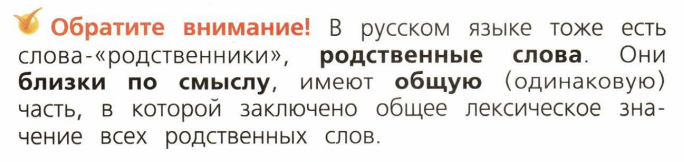 Обратите внимание! В русском языке тоже есть
слова-«родственники», родственные слова. Они
близки по смыслу, имеют общую (одинаковую)
часть, в которой заключено общее лексическое зна-
чение всех родственных слов.